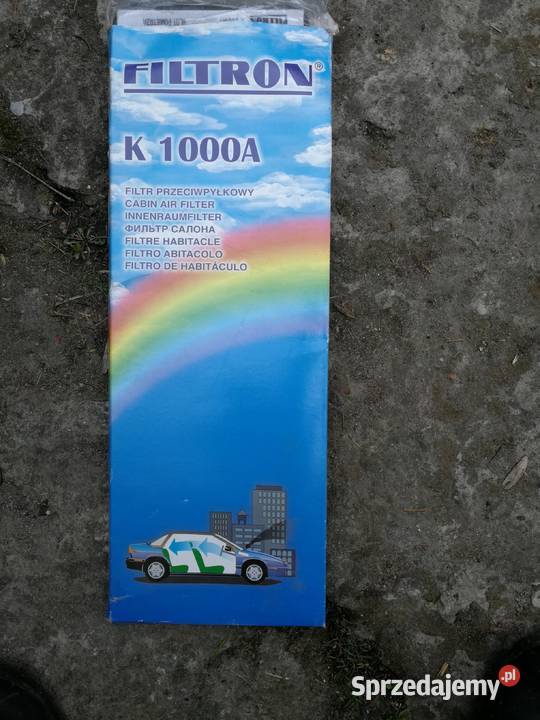 FILTRON®
K 1000A
FILTR PRZECIWPYŁKOWY
CABIN AIR FILTER
INNENRAUMFILTER
ФИЛЬТР САЛОНА
FILTRE HABITACLE
FILTRO ABITACOLO
FILTRO DE HABITÁCULO
Sprzedajemy.pl